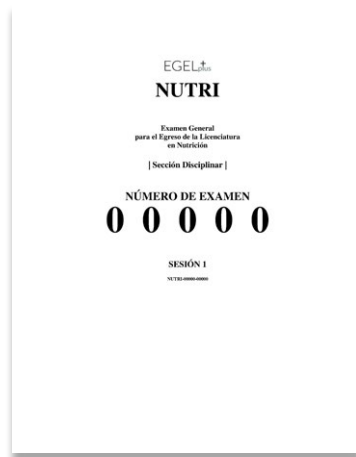 EGEL+plus
NUTRI
Examen General
para el Egreso de la Licenciatura
en Nutrición
| Sección Disciplinar |
NÚMERO DE EXAMEN
0 0 0 0 0
SESIÓN 1
NUTRI-00000-00000